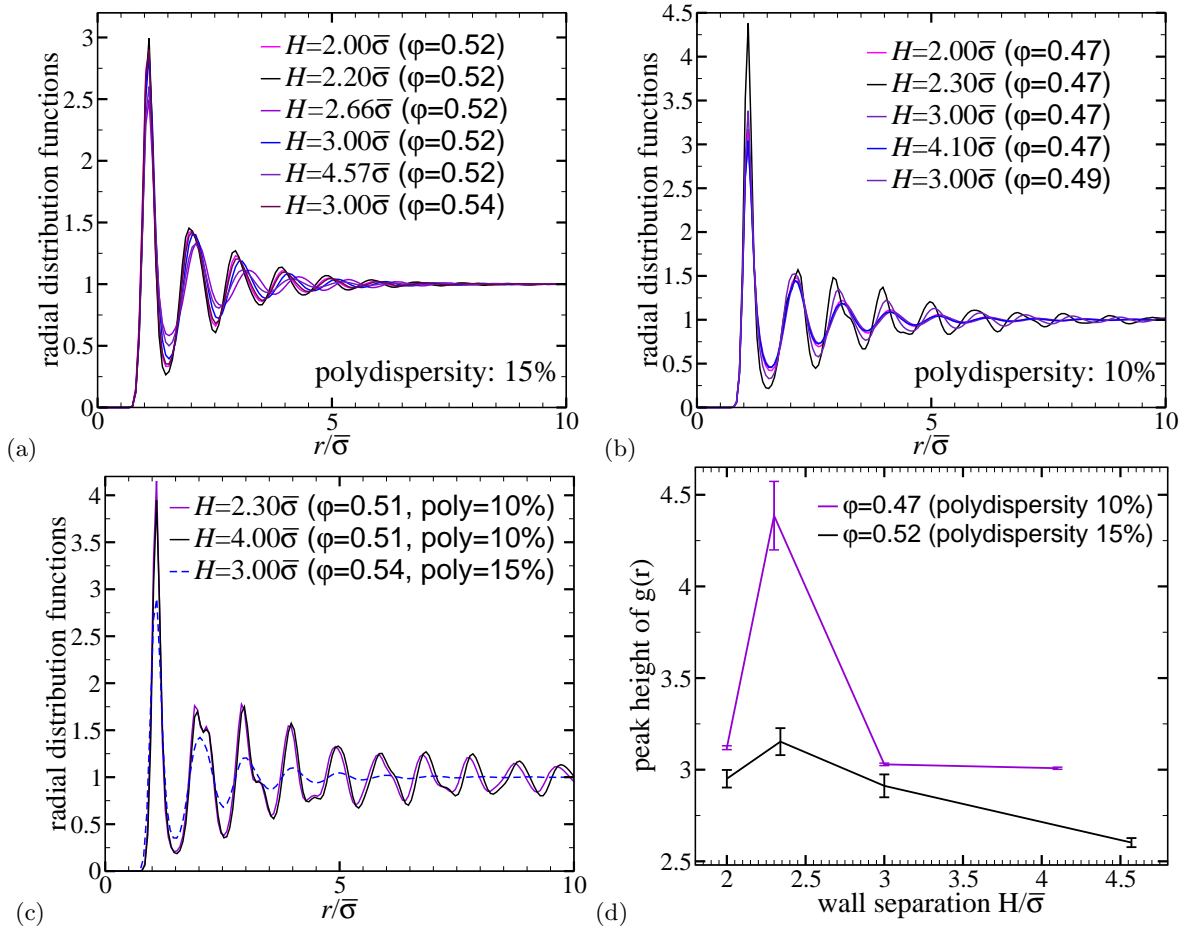 radial distribution functions
3
2.5
2
1.5
1
0.5
0
H=2.00σ̅ (φ=0.52)
H=2.20σ̅ (φ=0.52)
H=2.66σ̅ (φ=0.52)
H=3.00σ̅ (φ=0.52)
H=4.57σ̅ (φ=0.52)
H=3.00σ̅ (φ=0.54)
polydispersity: 15%
0 5 10
r/σ̅
(a)
radial distribution functions
4.5
4
3.5
3
2.5
2
1.5
1
0.5
0
H=2.00σ̅ (φ=0.47)
H=2.30σ̅ (φ=0.47)
H=3.00σ̅ (φ=0.47)
H=4.10σ̅ (φ=0.47)
H=3.00σ̅ (φ=0.49)
polydispersity: 10%
0 5 10
r/σ̅
(b)
radial distribution functions
4
3.5
3
2.5
2
1.5
1
0.5
0
H=2.30σ̅ (φ=0.51, poly=10%)
H=4.00σ̅ (φ=0.51, poly=10%)
H=3.00σ̅ (φ=0.54, poly=15%)
0 5 10
r/σ̅
(c)
peak height of g(r)
4.5
4
3.5
3
2.5
φ=0.47 (polydispersity 10%)
φ=0.52 (polydispersity 15%)
2 2.5 3 3.5 4 4.5
wall separation H/σ̅
(d)